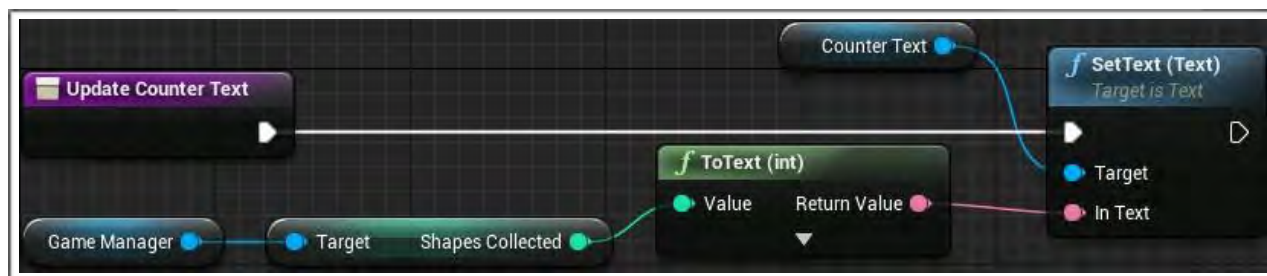 Counter Text
f SetText (Text)
Target is Text
Update Counter Text
f ToText (int)
Target
Value Return Value
In Text
Game Manager Target Shapes Collected